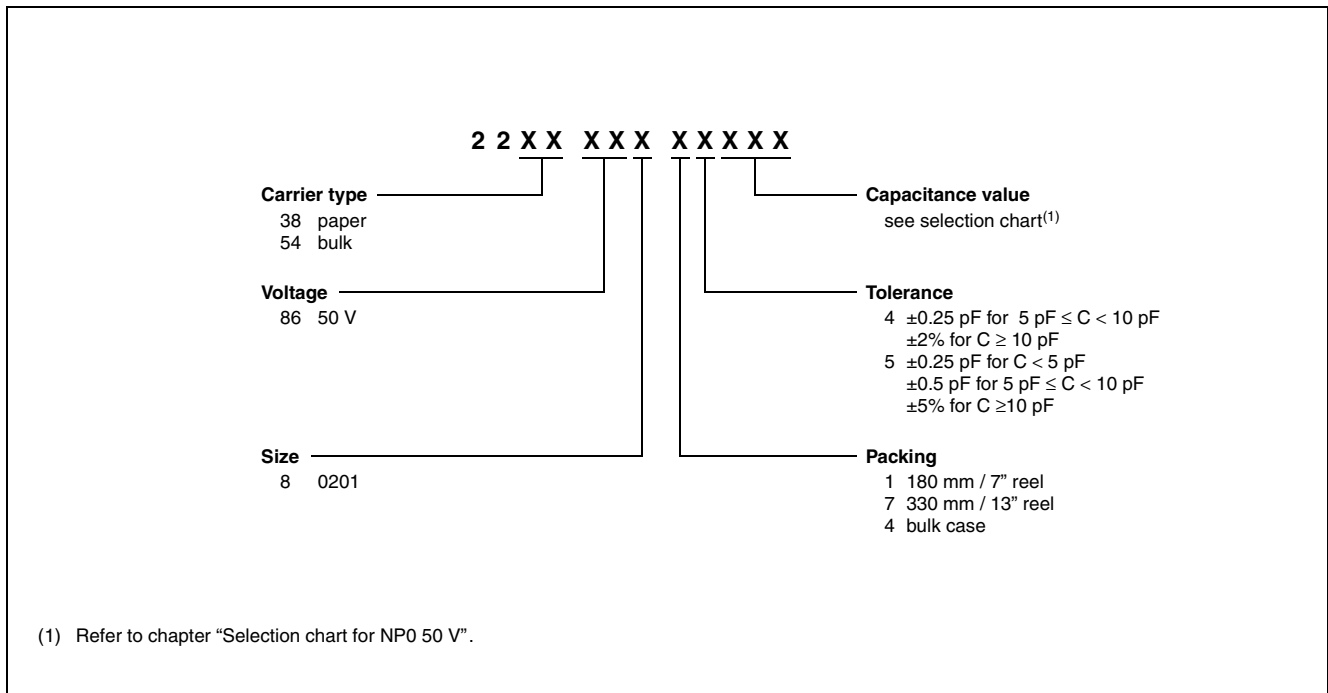 2 2 X X X X X X X X X X
Carrier type
38 paper
54 bulk
Voltage
86 50 V
Size
8 0201
Capacitance value
see selection chart(1)
Tolerance
4 ±0.25 pF for 5 pF ≤ C < 10 pF
±2% for C ≥ 10 pF
5 ±0.25 pF for C < 5 pF
±0.5 pF for 5 pF ≤ C < 10 pF
±5% for C ≥10 pF
Packing
1 180 mm / 7” reel
7 330 mm / 13” reel
4 bulk case
(1) Refer to chapter “Selection chart for NP0 50 V”.